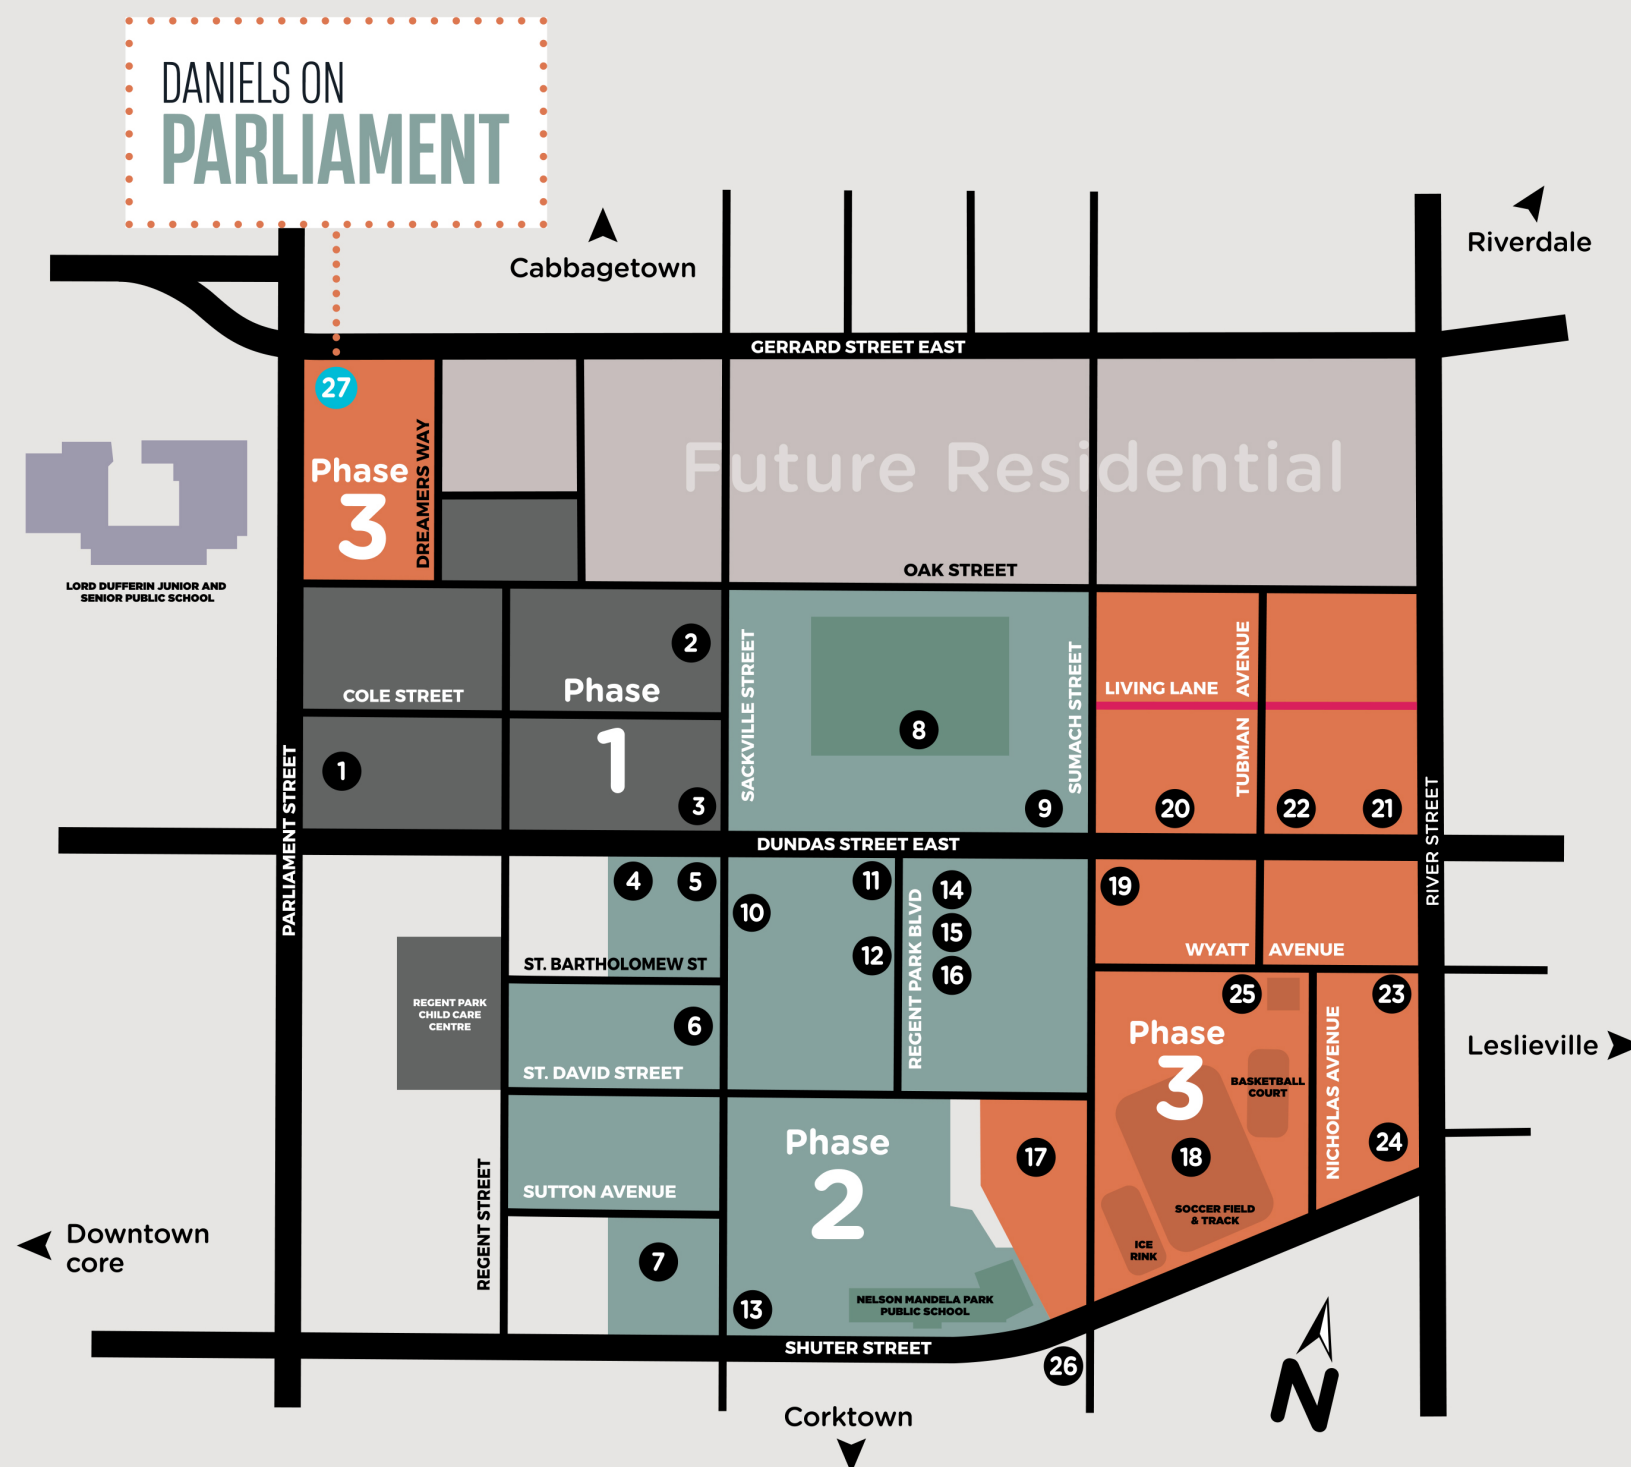 DANIELS ON
PARLIAMENT
Cabbagetown
Riverdale
GERRARD STREET EAST
27
Phase
3
DREAMERS WAY
Future Residential
LORD DUFFERIN JUNIOR AND
SENIOR PUBLIC SCHOOL
OAK STREET
2
COLE STREET
Phase
1
1
3
SACKVILLE STREET
8
9
SUMACH STREET
LIVING LANE
TUBMAN AVENUE
20
22
21
PARLIAMENT STREET
DUNDAS STREET EAST
RIVER STREET
4
5
10
11
12
REGENT PARK BLVD
14
15
16
19
WYATT AVENUE
ST. BARTHOLOMEW ST
REGENT PARK
CHILD CARE
CENTRE
6
ST. DAVID STREET
25
23
Phase
3
BASKETBALL
COURT
NICHOLAS AVENUE
24
Leslieville
Phase
2
17
18
SOCCER FIELD
& TRACK
ICE
RINK
SUTTON AVENUE
REGENT STREET
7
13
NELSON MANDELA PARK
PUBLIC SCHOOL
Downtown
core
SHUTER STREET
26
Corktown
N